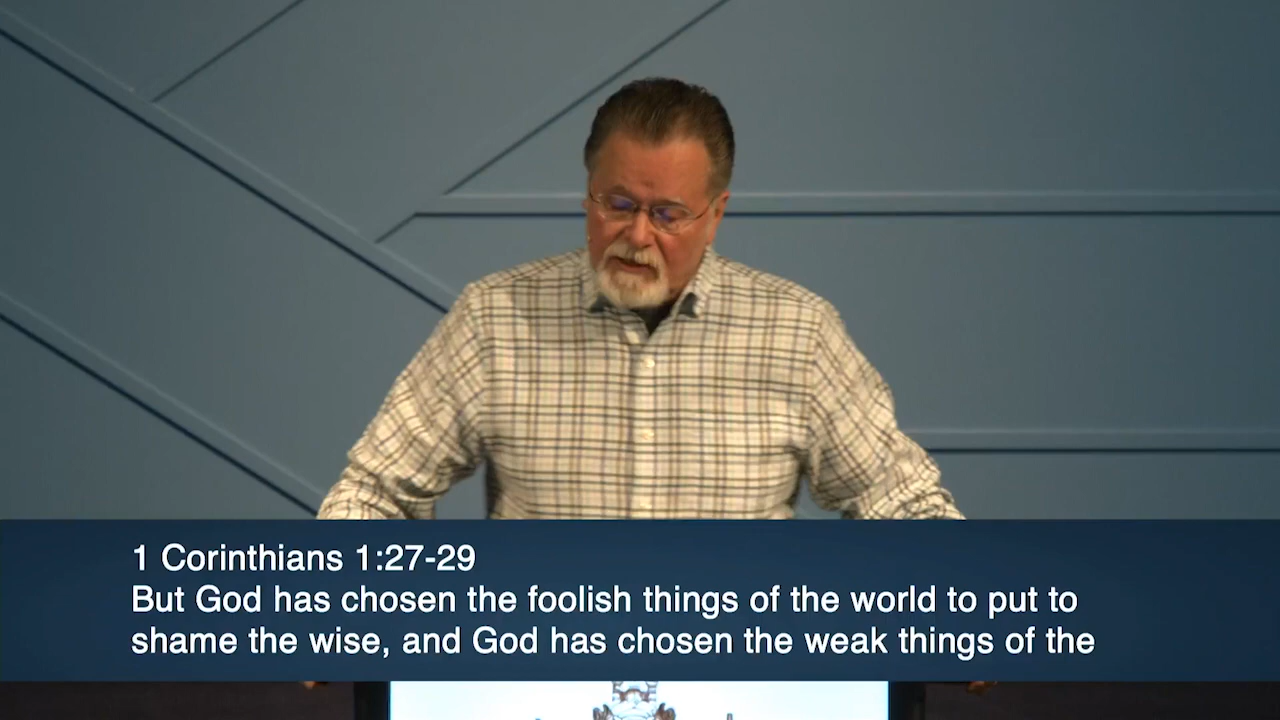 1 Corinthians 1:27-29
But God has chosen the foolish things of the world to put to
shame the wise, and God has chosen the weak things of the